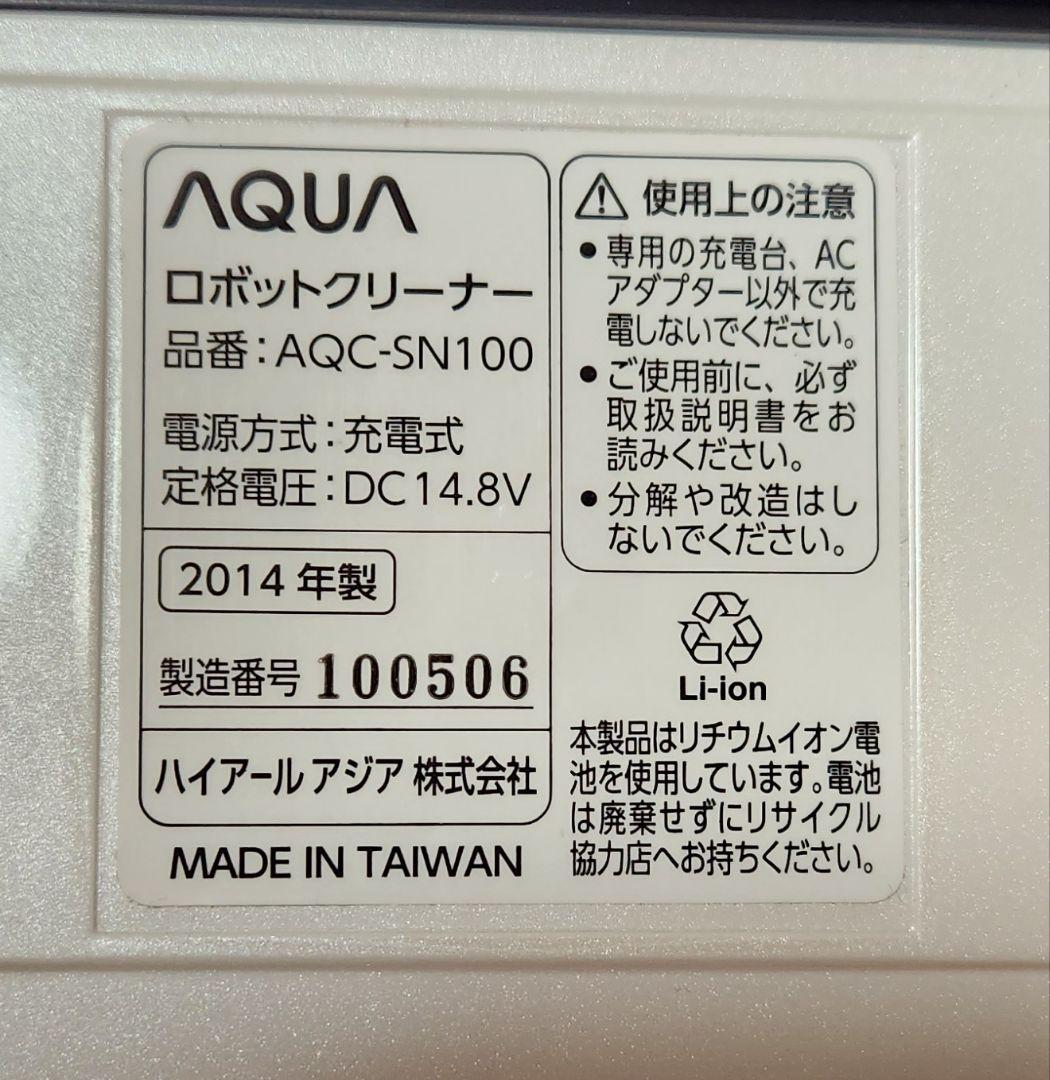 AQUA
ロボットクリーナー
品番：AQC-SN100
電源方式：充電式
定格電圧：DC14.8V
2014 年製
製造番号 100506
ハイアール アジア 株式会社
MADE IN TAIWAN
使用上の注意
●専用の充電台、AC
アダプター以外で充
電しないでください。
●ご使用前に、必ず
取扱説明書をお
読みください。
●分解や改造はし
ないでください。
Li-ion
本製品はリチウムイオン電
池を使用しています。電池
は廃棄せずにリサイクル
協力店へお持ちください。